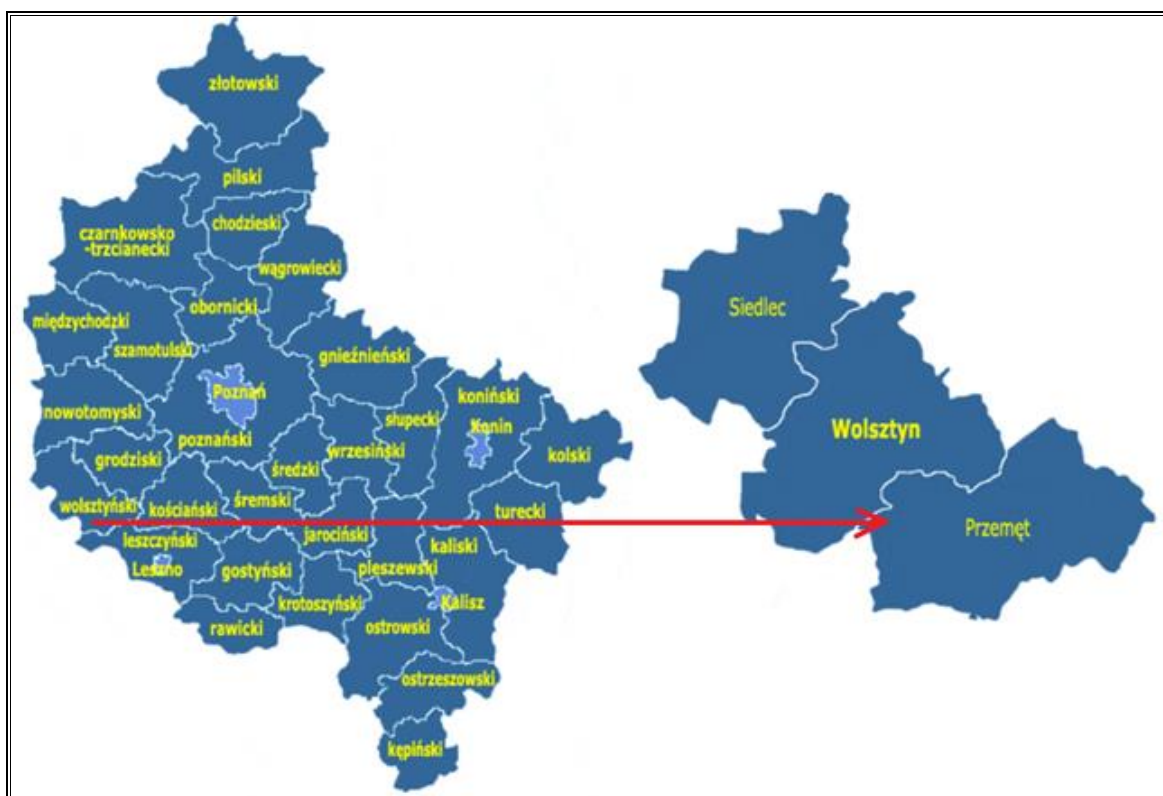 złotowski
pilski
chodzieski
czarnkowsko
-trzcianecki
wągrowiecki
obornicki
międzychodzki
szamotulski
gnieźnieński
Poznań
koniński
nowotomyski
słupecki
Konin
poznański
wrzesiński
kolski
grodziski
średzki
wolsztyński
kościański
śremski
turecki
jarociński
leszczyński
kaliski
Leszno
gostyński
pleszewski
krotoszyński
Kalisz
rawicki
ostrowski
ostrzeszowski
kępiński
Siedlec
Wolsztyn
Przemęt